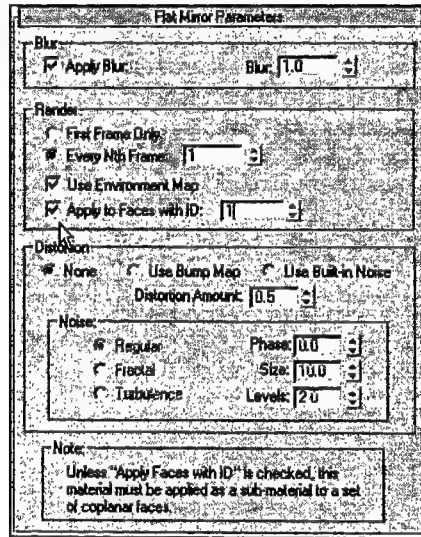 Flat Mirror Parameters
Blur:
Apply Blur: Blur: 1.0
Render:
First Frame Only
Every Nth Frame: 1
Use Environment Map
Apply to Faces with ID: 1
Distortion
None Use Bump Map Use Built-in Noise
Distortion Amount: 0.5
Noise:
Regular Phase: 0.0
Fractal Size: 10.0
Turbulence Levels: 2.0
Note:
Unless "Apply Faces with ID" is checked, this
material must be applied as a sub-material to a set
of coplanar faces.